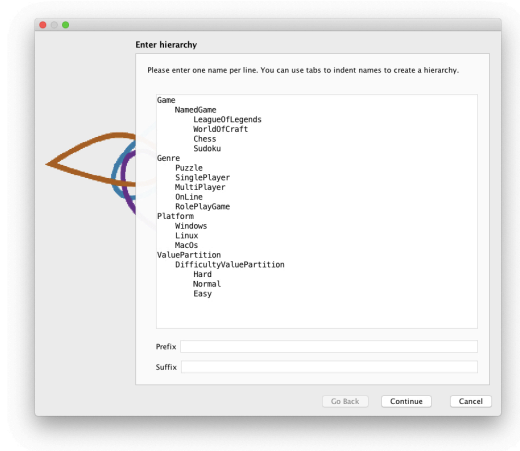 Enter hierarchy
Please enter one name per line. You can use tabs to indent names to create a hierarchy.
Game
NamedGame
LeagueOfLegends
WorldOfCraft
Chess
Sudoku
Genre
Puzzle
SinglePlayer
MultiPlayer
OnLine
RolePlayGame
Platform
Windows
Linux
MacOs
ValuePartition
DifficultyValuePartition
Hard
Normal
Easy
Prefix
Suffix
Go Back Continue Cancel